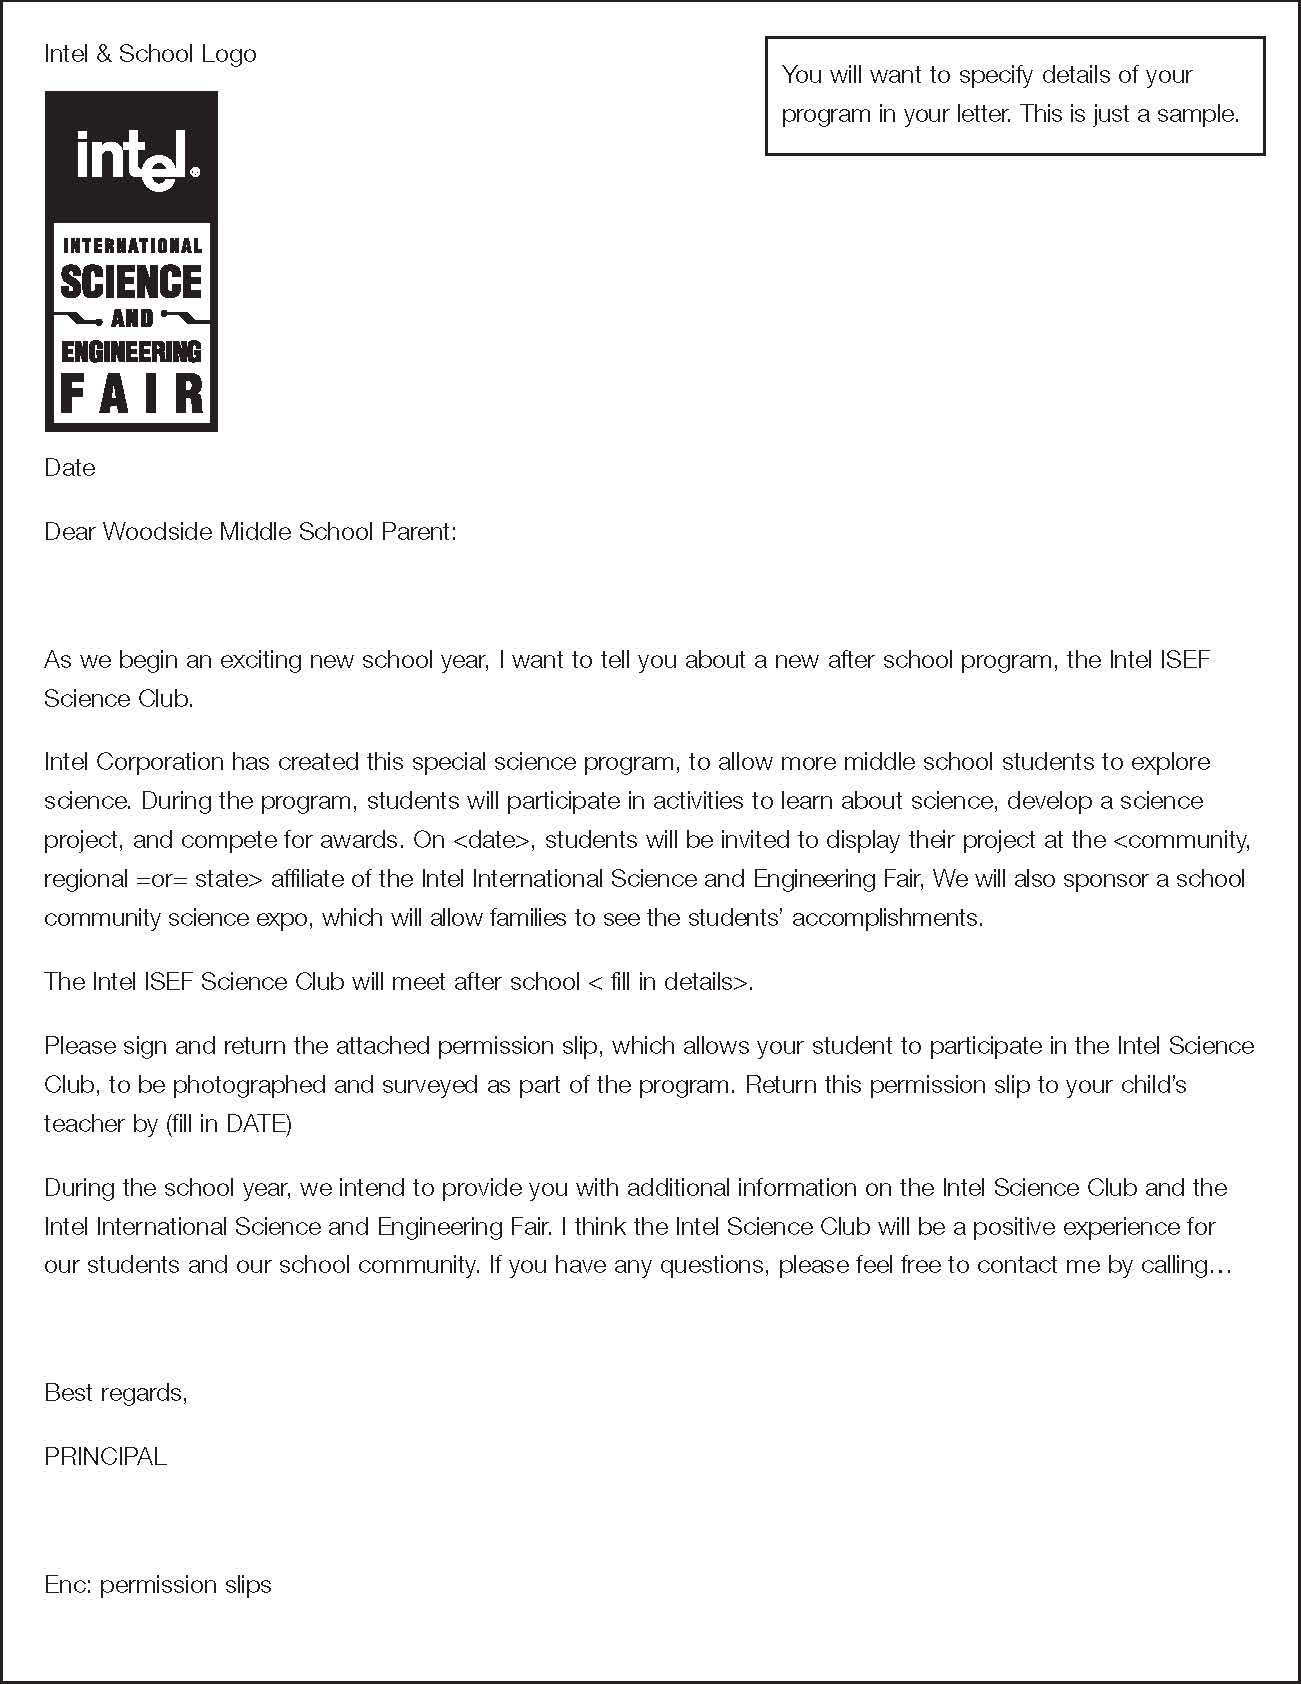 Intel & School Logo
You will want to specify details of your
program in your letter. This is just a sample.
intel®
INTERNATIONAL
SCIENCE
AND
ENGINEERING
FAIR
Date
Dear Woodside Middle School Parent:
As we begin an exciting new school year, I want to tell you about a new after school program, the Intel ISEF
Science Club.
Intel Corporation has created this special science program, to allow more middle school students to explore
science. During the program, students will participate in activities to learn about science, develop a science
project, and compete for awards. On <date>, students will be invited to display their project at the <community,
regional =or= state> affiliate of the Intel International Science and Engineering Fair, We will also sponsor a school
community science expo, which will allow families to see the students’ accomplishments.
The Intel ISEF Science Club will meet after school < fill in details>.
Please sign and return the attached permission slip, which allows your student to participate in the Intel Science
Club, to be photographed and surveyed as part of the program. Return this permission slip to your child’s
teacher by (fill in DATE)
During the school year, we intend to provide you with additional information on the Intel Science Club and the
Intel International Science and Engineering Fair. I think the Intel Science Club will be a positive experience for
our students and our school community. If you have any questions, please feel free to contact me by calling…
Best regards,
PRINCIPAL
Enc: permission slips